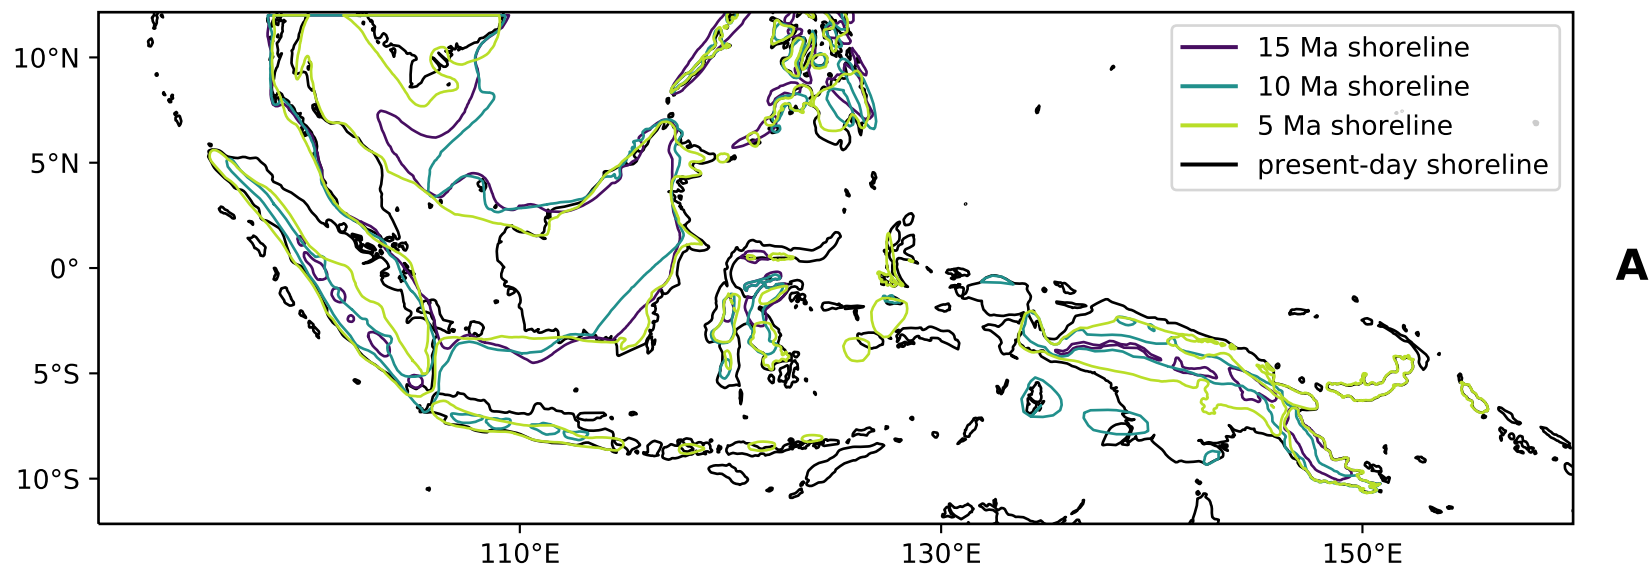 10°N
5°N
0°
5°S
10°S
110°E
130°E
150°E
15 Ma shoreline
10 Ma shoreline
5 Ma shoreline
present-day shoreline
A